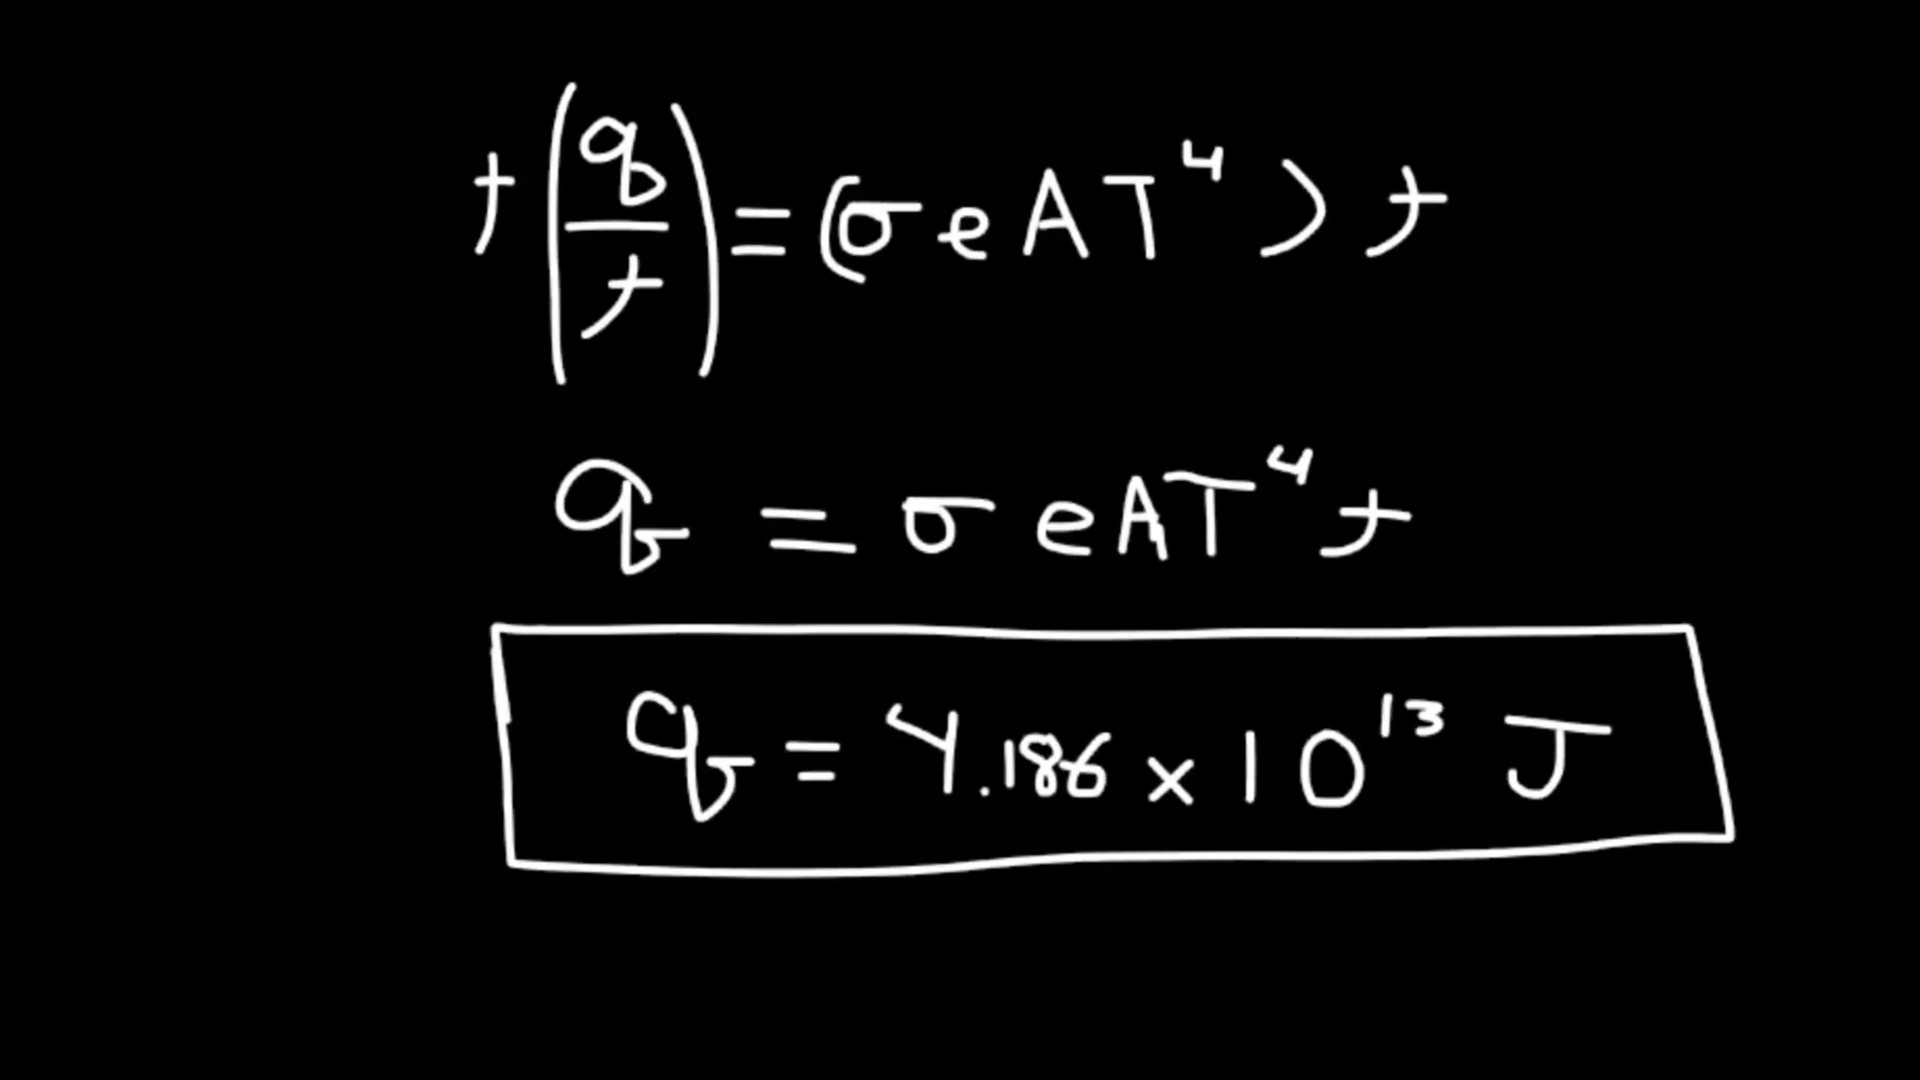 t(q/t) = (σeAT⁴)t
q = σeAT⁴t
q = 4.186 × 10¹³ J